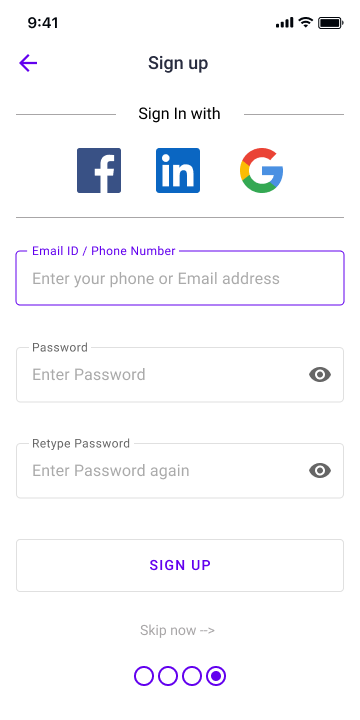 9:41
Sign up
Sign In with
f in G
Email ID / Phone Number
Enter your phone or Email address
Password
Enter Password
Retype Password
Enter Password again
SIGN UP
Skip now -->